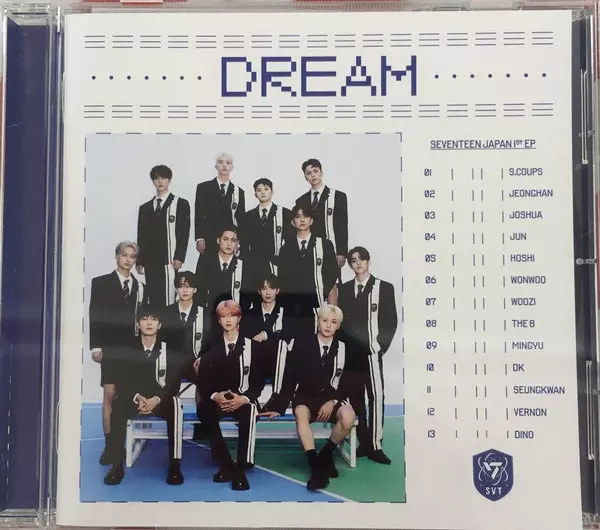 DREAM
SEVENTEEN JAPAN 1ST EP
01 S.COUPS
02 JEONGHAN
03 JOSHUA
04 JUN
05 HOSHI
06 WONWOO
07 WOOZI
08 THE 8
09 MINGYU
10 DK
11 SEUNGKWAN
12 VERNON
13 DINO
SVT